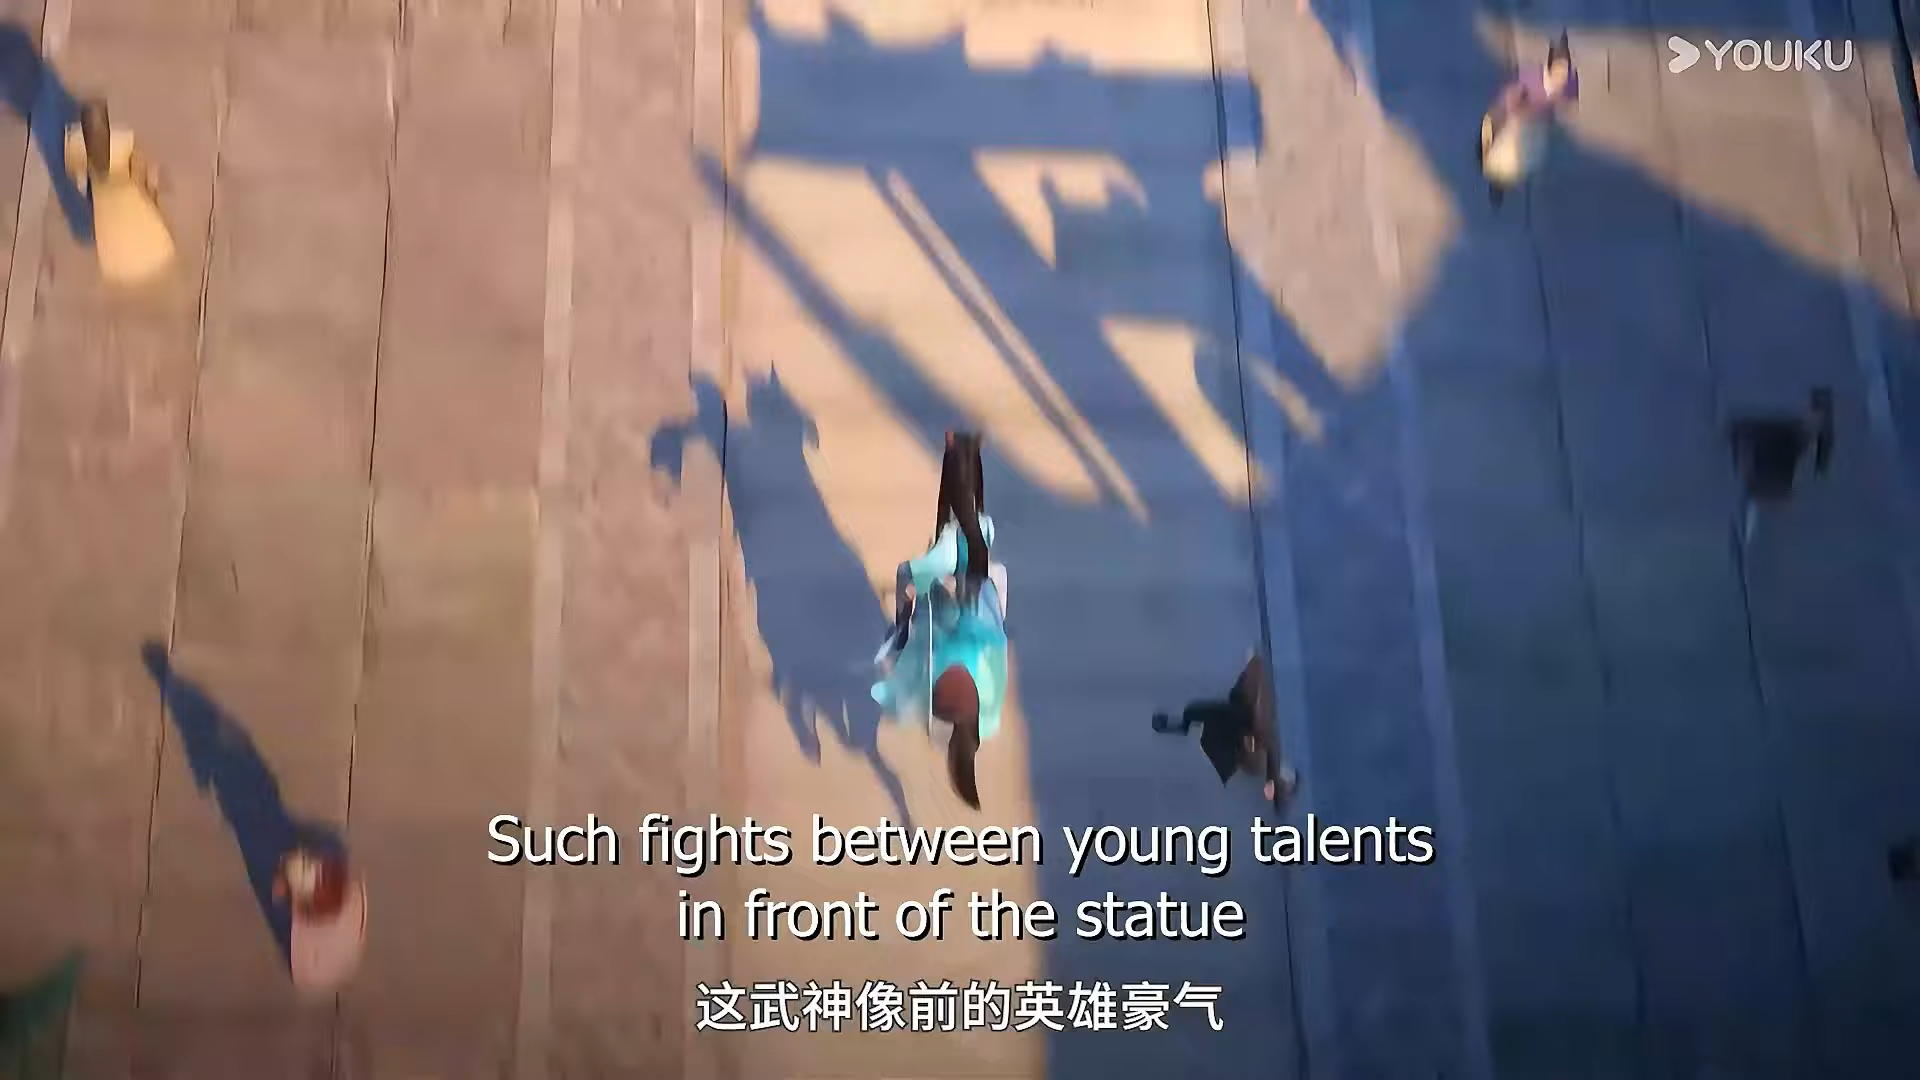 YOUKU
Such fights between young talents
in front of the statue
这武神像前的英雄豪气